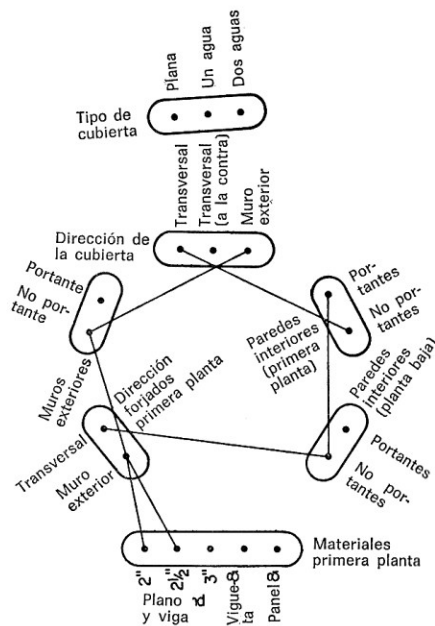 Plana
Un agua
Dos aguas
Tipo de
cubierta
Transversal
Transversal
(a la contra)
Muro
exterior
Dirección de
la cubierta
Portante
No por-
tante
Muros
exteriores
Por-
tantes
No por-
tantes
Paredes
interiores
(primera
planta)
Dirección
forjados
primera planta
Transversal
Muro
exterior
Paredes
interiores
(planta baja)
Portantes
No por-
tantes
Materiales
primera planta
2"
2½"
3"
Plano
y viga
Vigue-
ta
Panel